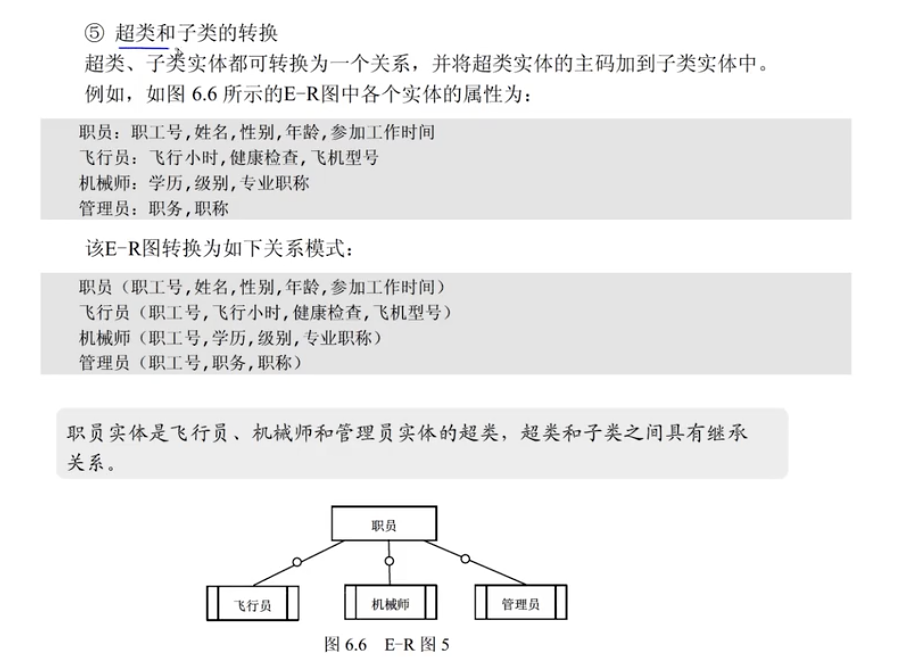 ⑤ 超类和子类的转换
超类、子类实体都可转换为一个关系，并将超类实体的主码加到子类实体中。
例如，如图 6.6 所示的E-R图中各个实体的属性为：
职员：职工号,姓名,性别,年龄,参加工作时间
飞行员：飞行小时,健康检查,飞机型号
机械师：学历,级别,专业职称
管理员：职务,职称
该E-R图转换为如下关系模式：
职员（职工号,姓名,性别,年龄,参加工作时间）
飞行员（职工号,飞行小时,健康检查,飞机型号）
机械师（职工号,学历,级别,专业职称）
管理员（职工号,职务,职称）
职员实体是飞行员、机械师和管理员实体的超类，超类和子类之间具有继承
关系。
职员
飞行员 机械师 管理员
图 6.6 E-R 图 5